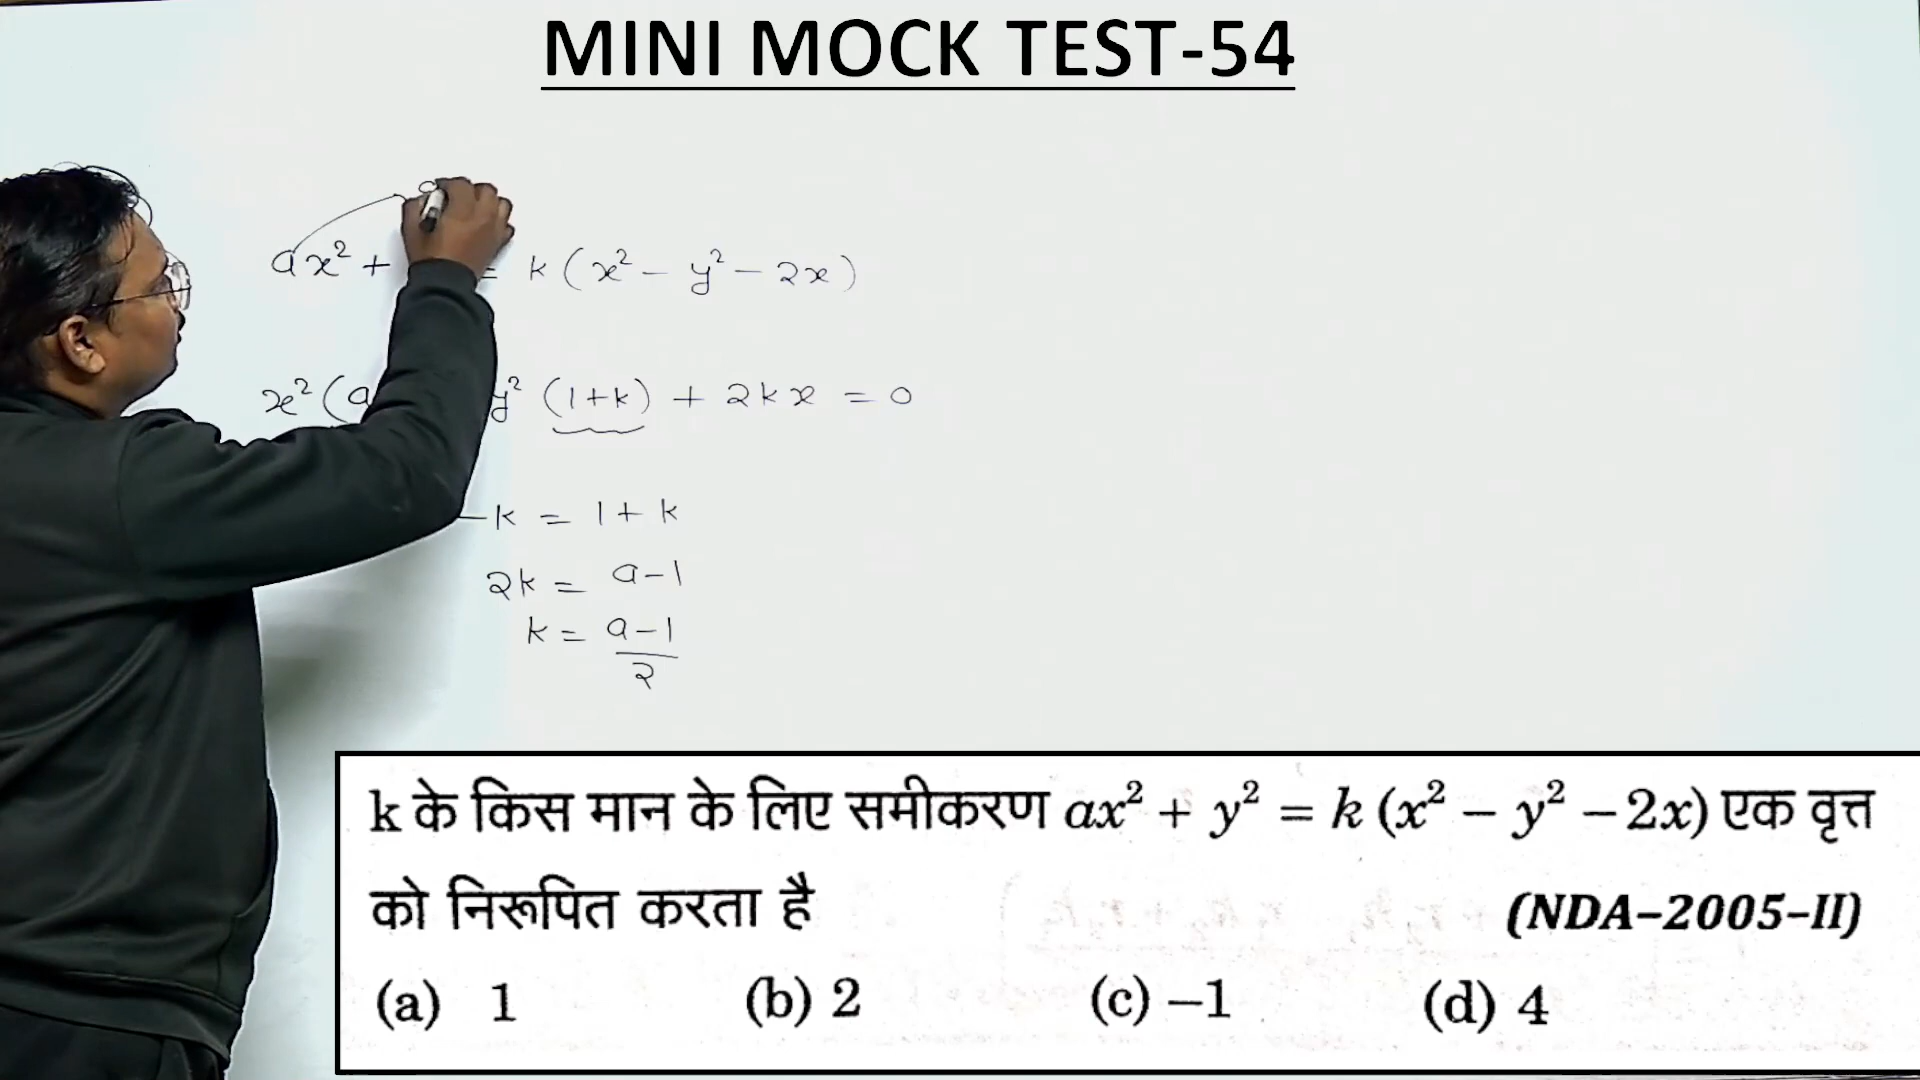 MINI MOCK TEST-54
ax² + = k (x² – y² – 2x)
x² (a y² (1+k) + 2kx = 0
–k = 1 + k
2k = a–1
k = a–1
2
k के किस मान के लिए समीकरण ax² + y² = k (x² – y² – 2x) एक वृत्त
को निरूपित करता है (NDA–2005–II)
(a) 1 (b) 2 (c) –1 (d) 4